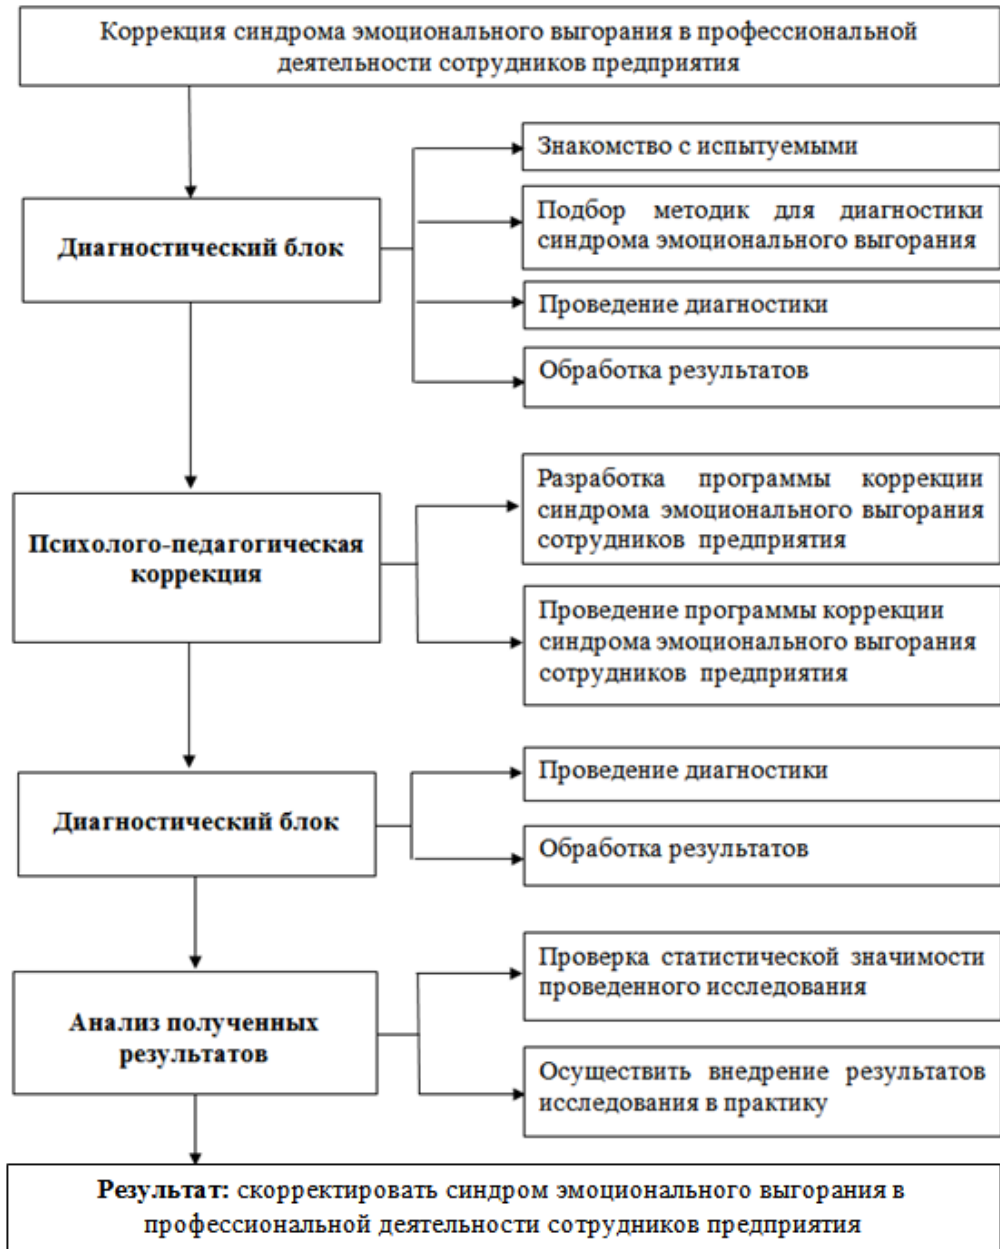 Коррекция синдрома эмоционального выгорания в профессиональной
деятельности сотрудников предприятия
Диагностический блок
Знакомство с испытуемыми
Подбор методик для диагностики
синдрома эмоционального выгорания
Проведение диагностики
Обработка результатов
Психолого-педагогическая
коррекция
Разработка программы коррекции
синдрома эмоционального выгорания
сотрудников предприятия
Проведение программы коррекции
синдрома эмоционального выгорания
сотрудников предприятия
Диагностический блок
Проведение диагностики
Обработка результатов
Анализ полученных
результатов
Проверка статистической значимости
проведенного исследования
Осуществить внедрение результатов
исследования в практику
Результат: скорректировать синдром эмоционального выгорания в
профессиональной деятельности сотрудников предприятия